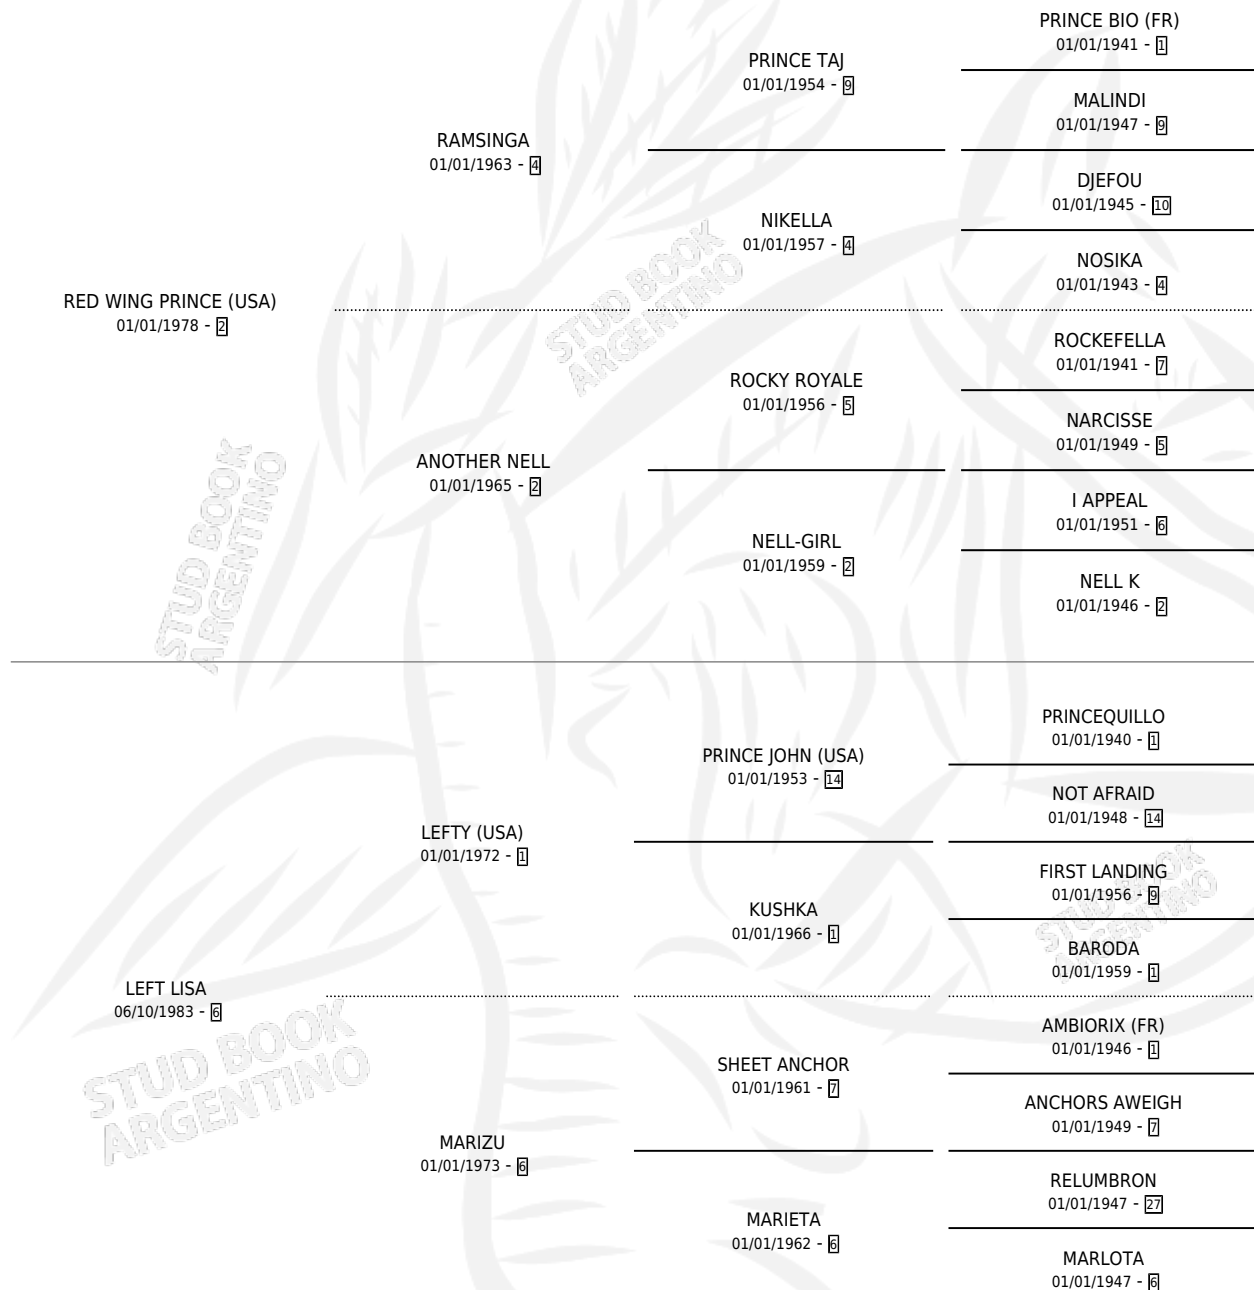 PRINCE BIO (FR)
01/01/1941 - 1
PRINCE TAJ
01/01/1954 - 9
MALINDI
01/01/1947 - 9
RAMSINGA
01/01/1963 - 4
DJEFOU
01/01/1945 - 10
NIKELLA
01/01/1957 - 4
NOSIKA
01/01/1943 - 4
RED WING PRINCE (USA)
01/01/1978 - 2
ROCKEFELLA
01/01/1941 - 7
ROCKY ROYALE
01/01/1956 - 5
NARCISSE
01/01/1949 - 5
ANOTHER NELL
01/01/1965 - 2
I APPEAL
01/01/1951 - 6
NELL-GIRL
01/01/1959 - 2
NELL K
01/01/1946 - 2
PRINCEQUILLO
01/01/1940 - 1
PRINCE JOHN (USA)
01/01/1953 - 14
NOT AFRAID
01/01/1948 - 14
LEFTY (USA)
01/01/1972 - 1
FIRST LANDING
01/01/1956 - 9
KUSHKA
01/01/1966 - 1
BARODA
01/01/1959 - 1
LEFT LISA
06/10/1983 - 6
AMBIORIX (FR)
01/01/1946 - 1
SHEET ANCHOR
01/01/1961 - 7
ANCHORS AWEIGH
01/01/1949 - 7
MARIZU
01/01/1973 - 6
RELUMBRON
01/01/1947 - 27
MARIETA
01/01/1962 - 6
MARLOTA
01/01/1947 - 6
STUD BOOK
ARGENTINO
STUD BOOK
ARGENTINO
STUD BOOK
ARGENTINO
STUD BOOK
ARGENTINO